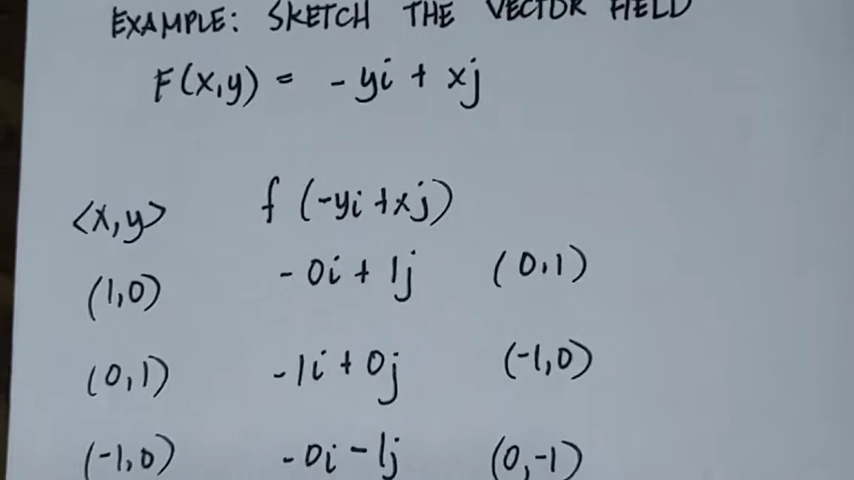 EXAMPLE: SKETCH THE VECTOR FIELD
F(x,y) = -yi + xj
<x,y> f (-yi +xj)
(1,0) -0i + 1j (0,1)
(0,1) -1i + 0j (-1,0)
(-1,0) -0i -1j (0,-1)